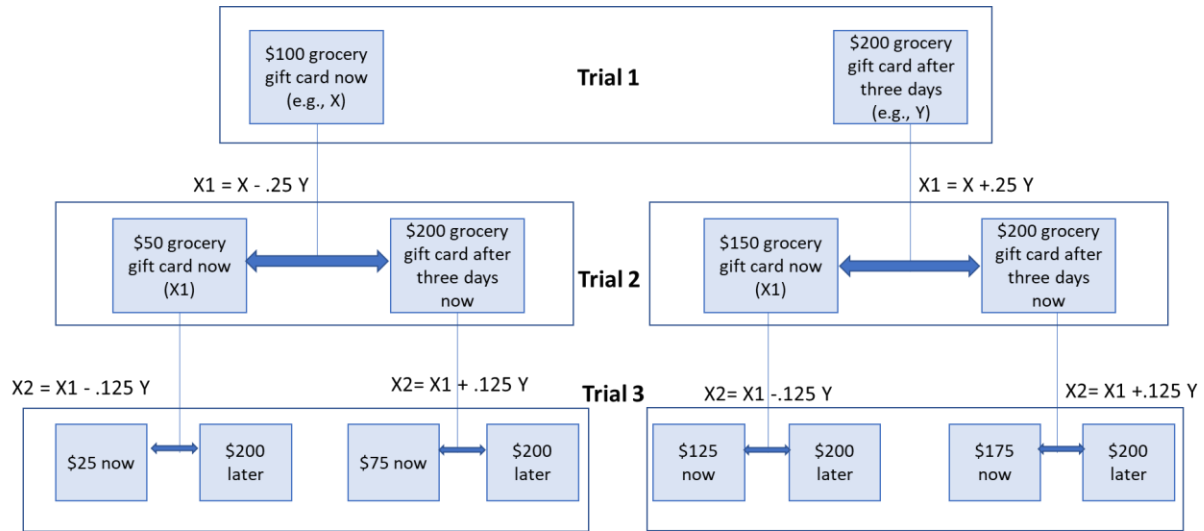 $100 grocery
gift card now
(e.g., X)
Trial 1
$200 grocery
gift card after
three days
(e.g., Y)
X1 = X - .25 Y
X1 = X +.25 Y
$50 grocery
gift card now
(X1)
$200 grocery
gift card after
three days
now
Trial 2
$150 grocery
gift card now
(X1)
$200 grocery
gift card after
three days
now
X2 = X1 - .125 Y
X2= X1 + .125 Y
Trial 3
X2= X1 -.125 Y
X2= X1 +.125 Y
$25 now
$200
later
$75 now
$200
later
$125
now
$200
later
$175
now
$200
later